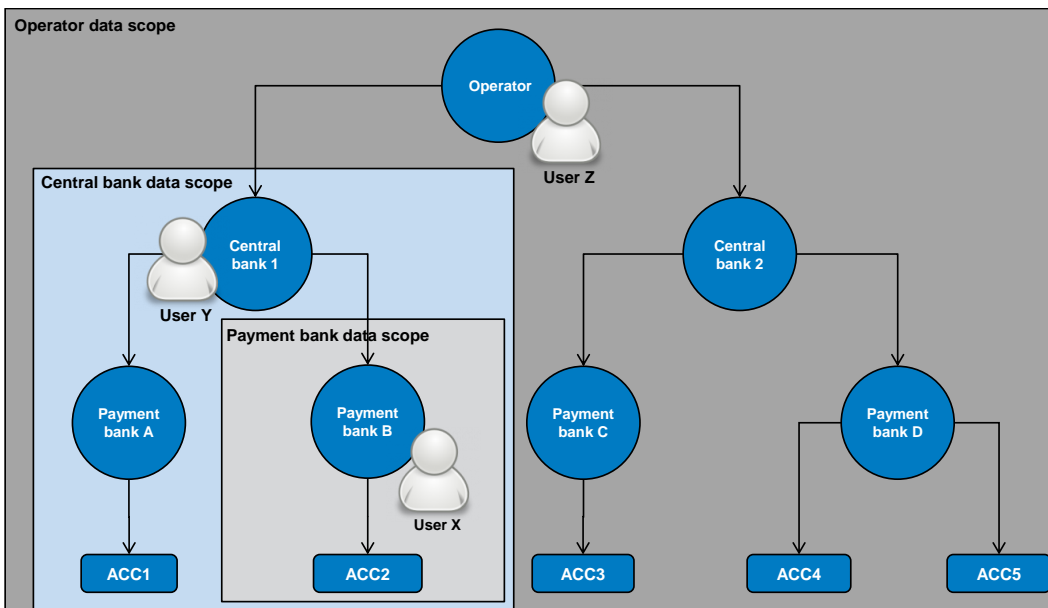 Operator data scope
Operator
User Z
Central bank data scope
Central
bank 1
User Y
Central
bank 2
Payment bank data scope
Payment
bank A
Payment
bank B
User X
Payment
bank C
Payment
bank D
ACC1
ACC2
ACC3
ACC4
ACC5